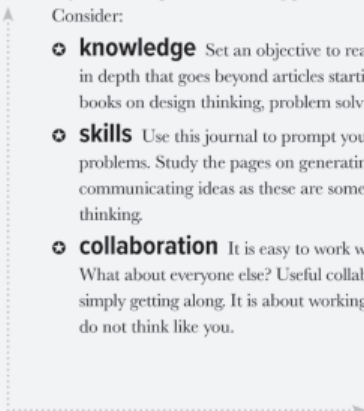 Consider:
knowledge Set an objective to rea
in depth that goes beyond articles starti
books on design thinking, problem solv
skills Use this journal to prompt you
problems. Study the pages on generatin
communicating ideas as these are some
thinking.
collaboration It is easy to work w
What about everyone else? Useful collab
simply getting along. It is about working
do not think like you.